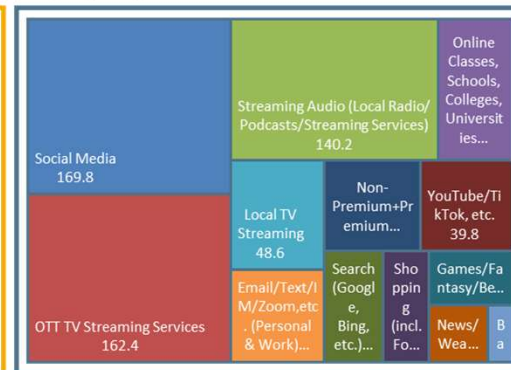 Social Media
169.8
OTT TV Streaming Services
162.4
Streaming Audio (Local Radio/
Podcasts/Streaming Services)
140.2
Online
Classes,
Schools,
Colleges,
Universit
ies...
Local TV
Streaming
48.6
Non-
Premium+Pr
emium...
YouTube/Ti
kTok, etc.
39.8
Email/Text/I
M/Zoom,etc
. (Personal
& Work)...
Search
(Googl
e,
Bing,
etc.)...
Sho
ppin
g
(incl.
Fo...
Games/Fa
ntasy/Be...
News/
Wea...
B
a